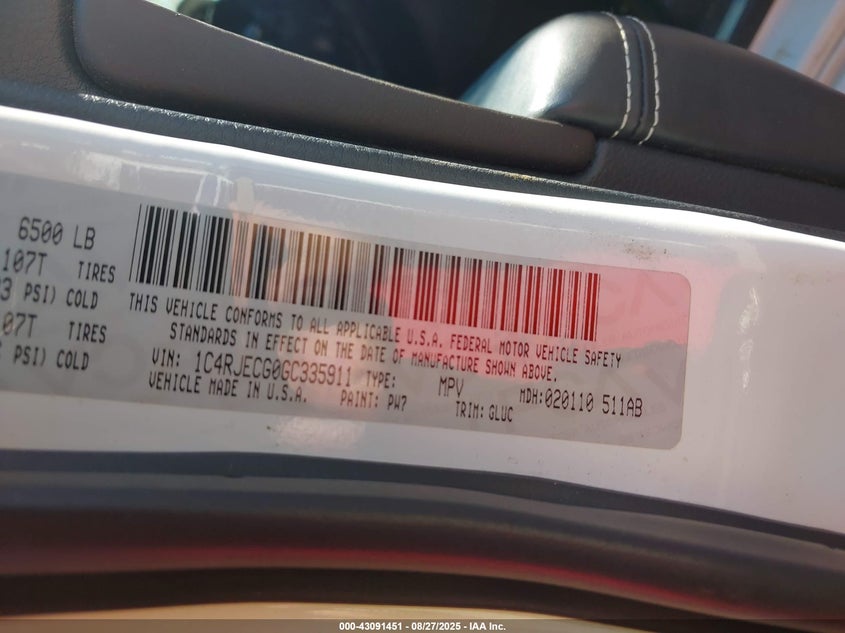 6500 LB
107T TIRES
PSI) COLD
07T TIRES
PSI) COLD
THIS VEHICLE CONFORMS TO ALL APPLICABLE U.S.A. FEDERAL MOTOR VEHICLE SAFETY
STANDARDS IN EFFECT ON THE DATE OF MANUFACTURE SHOWN ABOVE.
VIN: 1C4RJECG0GC335911 TYPE: MPV MDH:020110 511AB
VEHICLE MADE IN U.S.A. PAINT: PW7 TRIM: GLUC
000-43091451 - 08/27/2025 - IAA Inc.